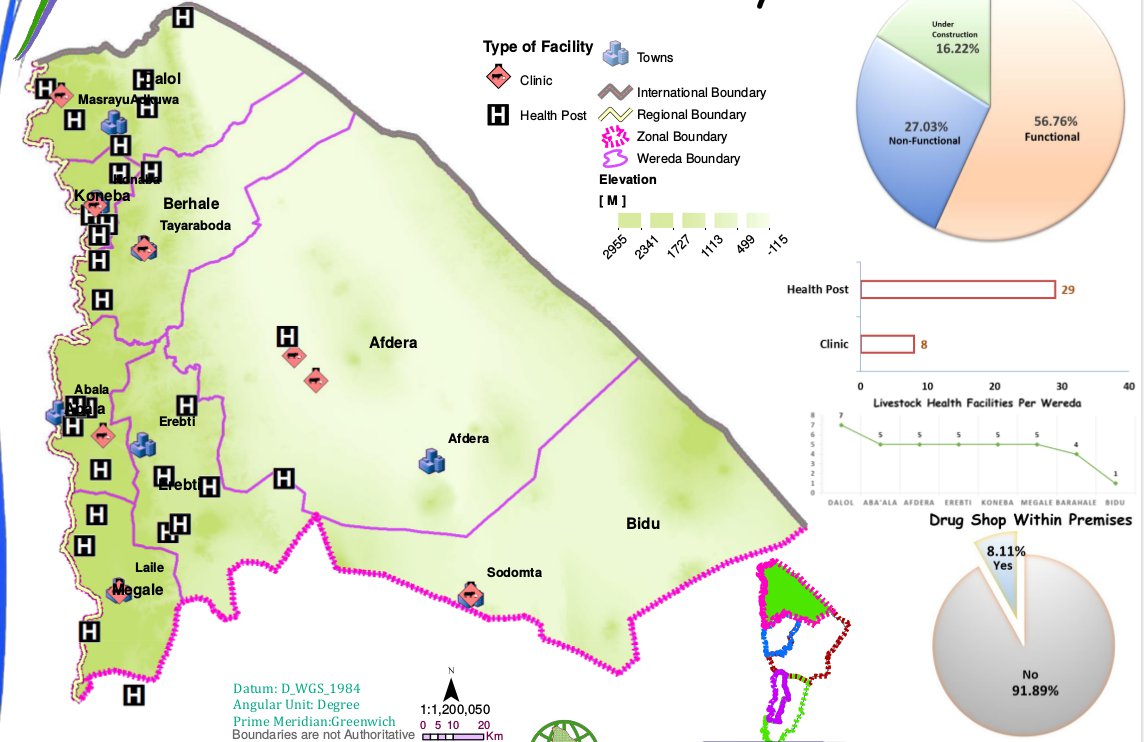 H
H
Dalol
MasrayuAdkuwa
H
H
H
H
H
H
Konaba
Koneba
H
H
H
H
H
Berhale
Tayaraboda
H
Afdera
Abala
H
H
H
H
Erebti
H
Erebti
H
H
H
Afdera
Bidu
H
H
H
H
Laile
Megale
Sodomta
H
H
Type of Facility
Clinic
H
Health Post
Towns
International Boundary
Regional Boundary
Zonal Boundary
Wereda Boundary
Elevation
[ M ]
2955
2341
1727
1113
499
-115
Datum: D_WGS_1984
Angular Unit: Degree
Prime Meridian:Greenwich
Boundaries are not Authoritative
N
1:1,200,050
0 5 10 20
Km
Under
Construction
16.22%
27.03%
Non-Functional
56.76%
Functional
Health Post
29
Clinic
8
0 10 20 30 40
Livestock Health Facilities Per Wereda
8
7
6
5
4
3
2
1
0
7 5 5 5 5 5 4 1
DALOL ABA'ALA AFDERA EREBTI KONEBA MEGALE BARAHALE BIDU
Drug Shop Within Premises
8.11%
Yes
No
91.89%